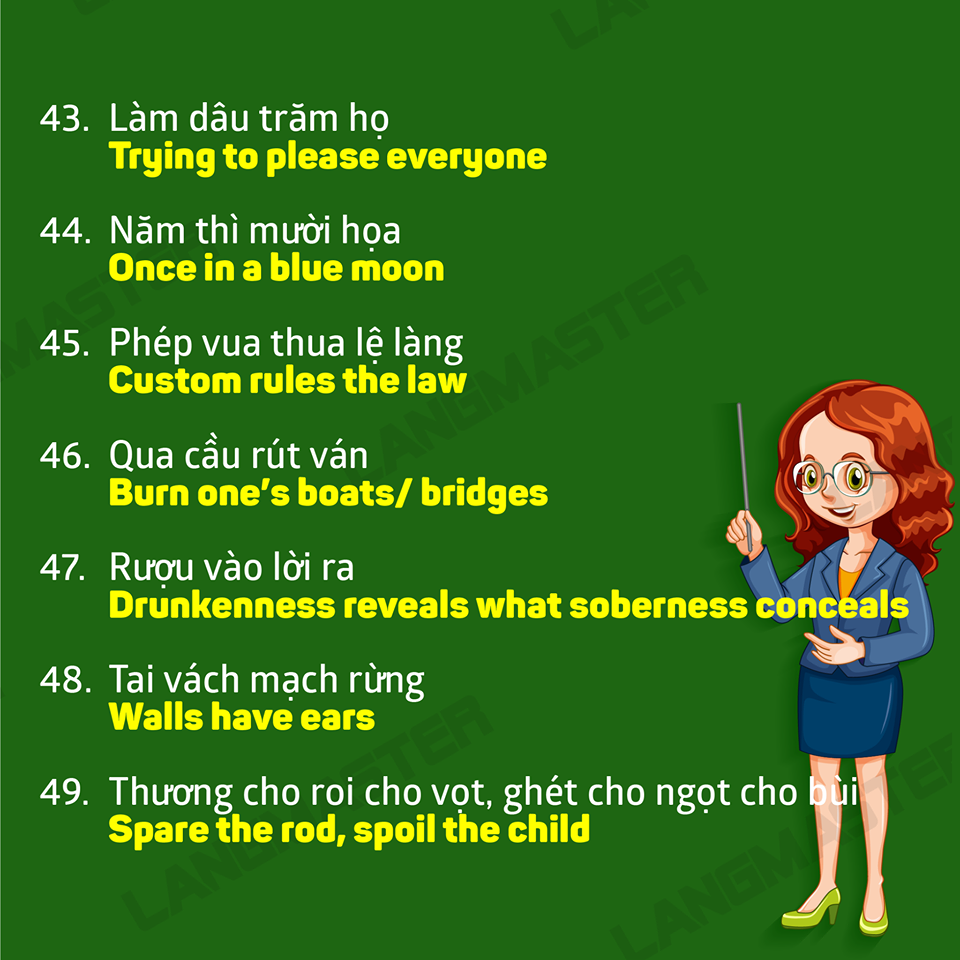 LANGMASTER
43. Làm dâu trăm họ
Trying to please everyone
44. Năm thì mười họa
Once in a blue moon
45. Phép vua thua lệ làng
Custom rules the law
46. Qua cầu rút ván
Burn one's boats/ bridges
47. Rượu vào lời ra
Drunkenness reveals what soberness conceals
48. Tai vách mạch rừng
Walls have ears
49. Thương cho roi cho vọt, ghét cho ngọt cho bùi
Spare the rod, spoil the child
LANGMASTER
LANGMASTER